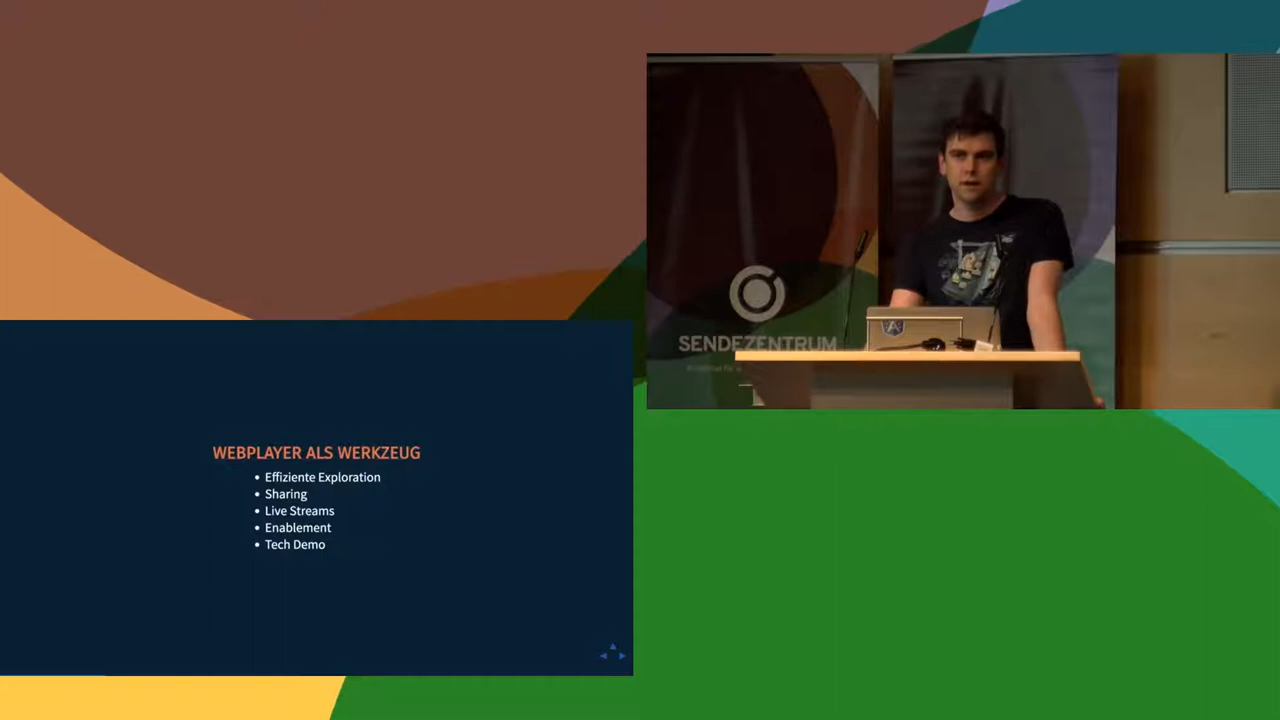 WEBPLAYER ALS WERKZEUG
• Effiziente Exploration
• Sharing
• Live Streams
• Enablement
• Tech Demo
SENDEZENTRUM
A